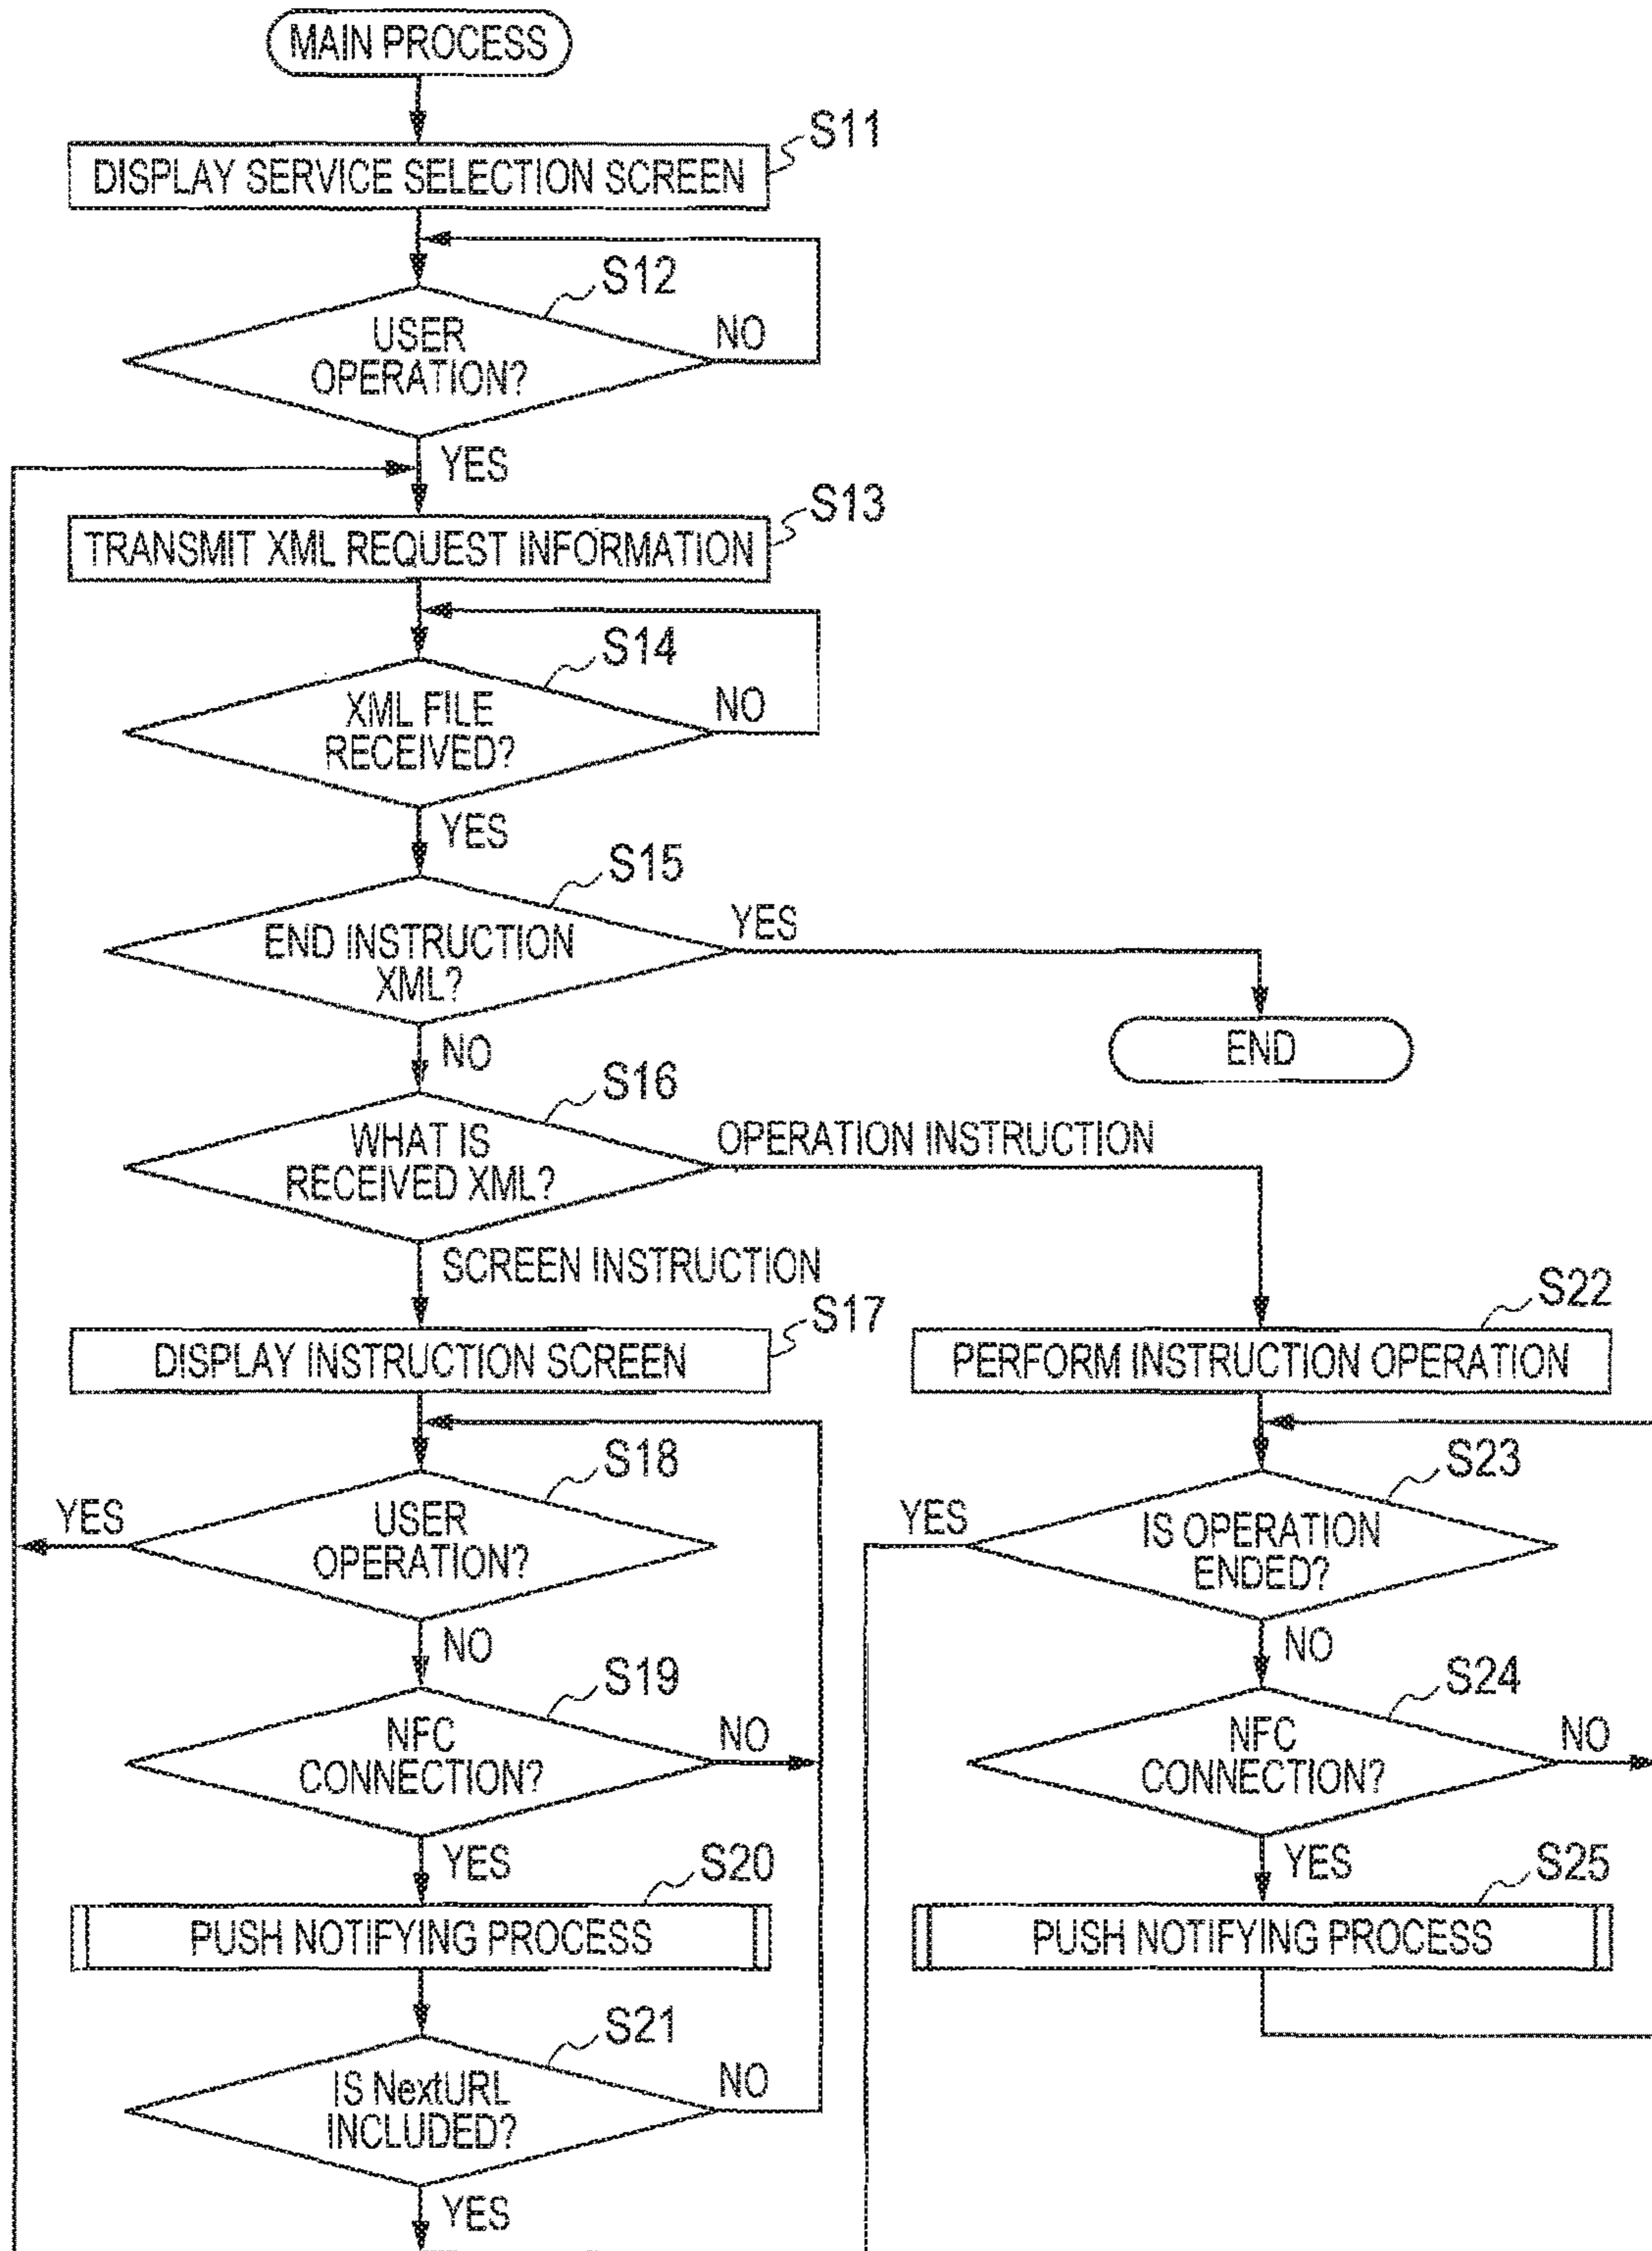 MAIN PROCESS
S11
DISPLAY SERVICE SELECTION SCREEN
S12
USER
OPERATION?
NO
YES
S13
TRANSMIT XML REQUEST INFORMATION
S14
XML FILE
RECEIVED?
NO
YES
S15
END INSTRUCTION
XML?
YES
END
NO
S16
WHAT IS
RECEIVED XML?
OPERATION INSTRUCTION
SCREEN INSTRUCTION
S17
DISPLAY INSTRUCTION SCREEN
S22
PERFORM INSTRUCTION OPERATION
S18
YES
USER
OPERATION?
NO
S23
YES
IS OPERATION
ENDED?
NO
S19
NFC
CONNECTION?
NO
YES
S24
NFC
CONNECTION?
NO
YES
S20
PUSH NOTIFYING PROCESS
S25
PUSH NOTIFYING PROCESS
S21
IS NextURL
INCLUDED?
NO
YES